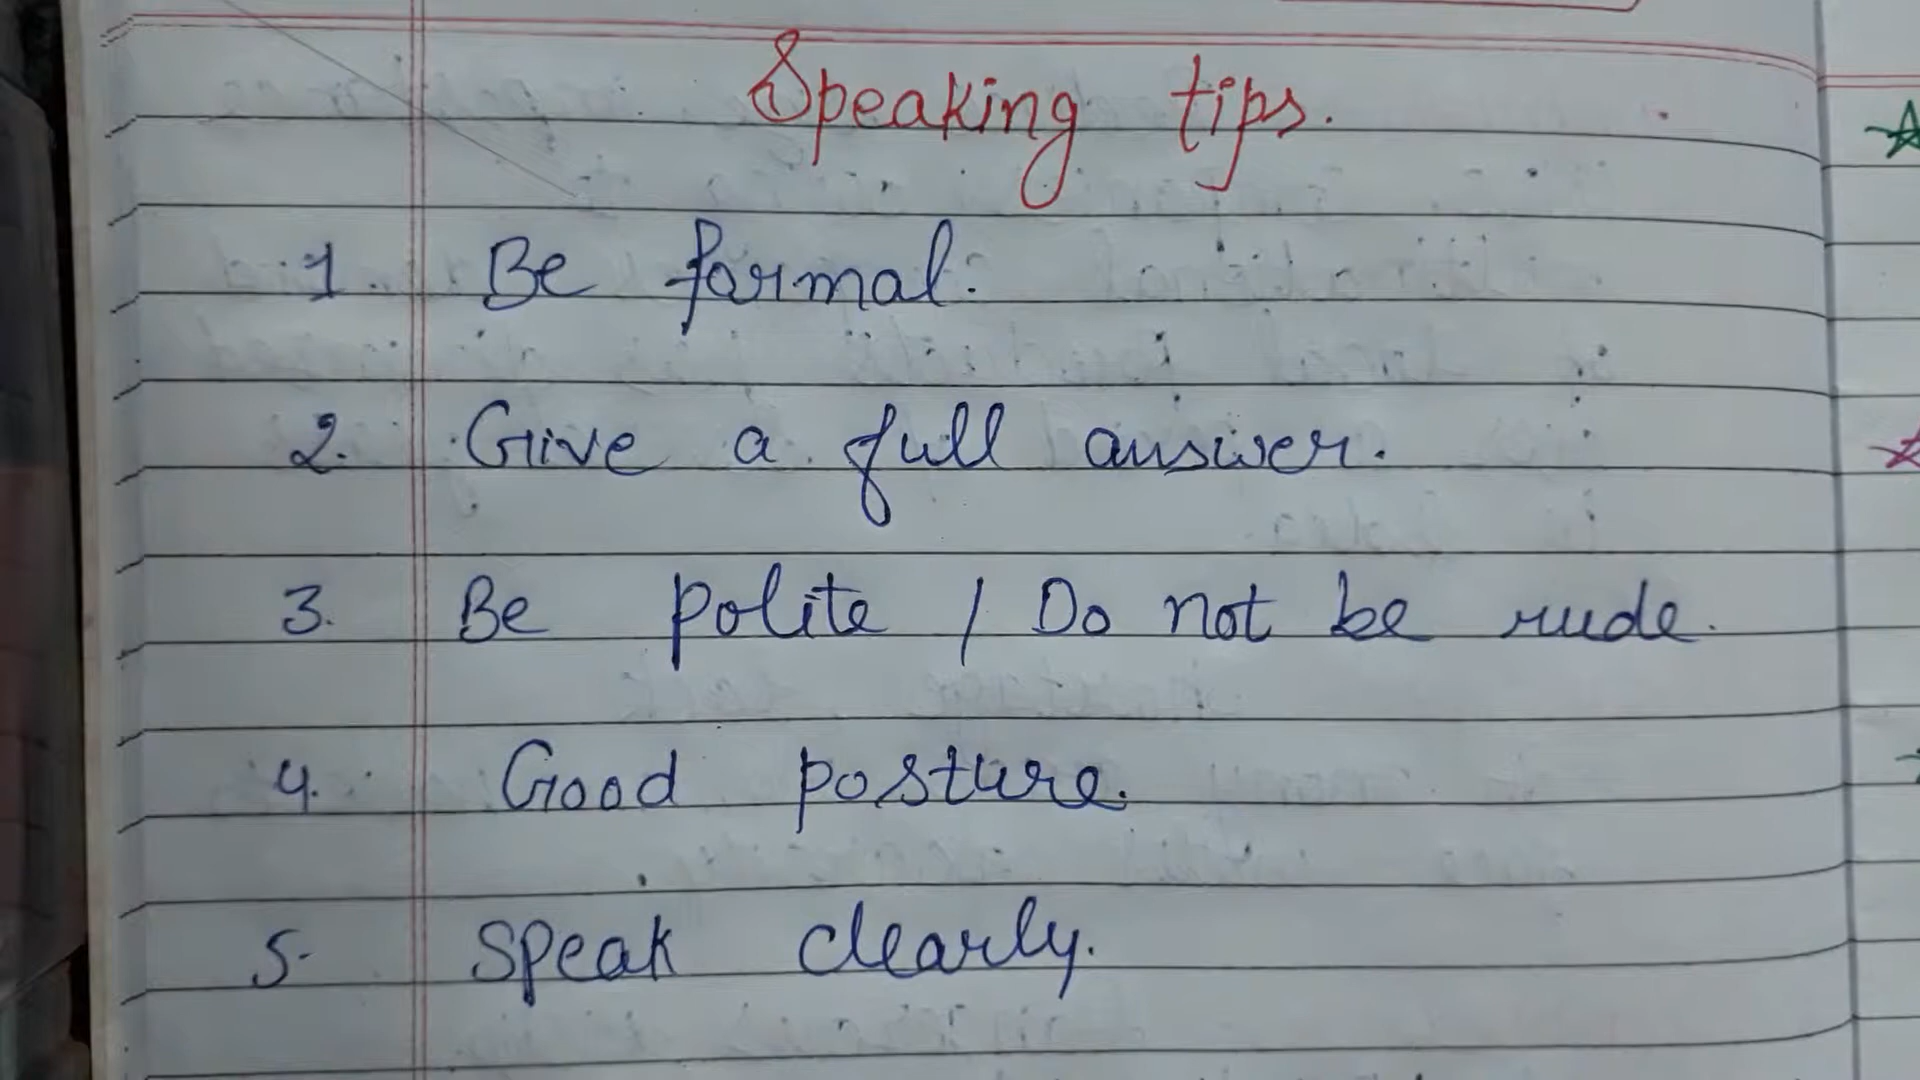 Speaking tips.
1. Be formal.
2. Give a full answer.
3. Be polite / Do not be rude.
4. Good posture.
5. Speak clearly.